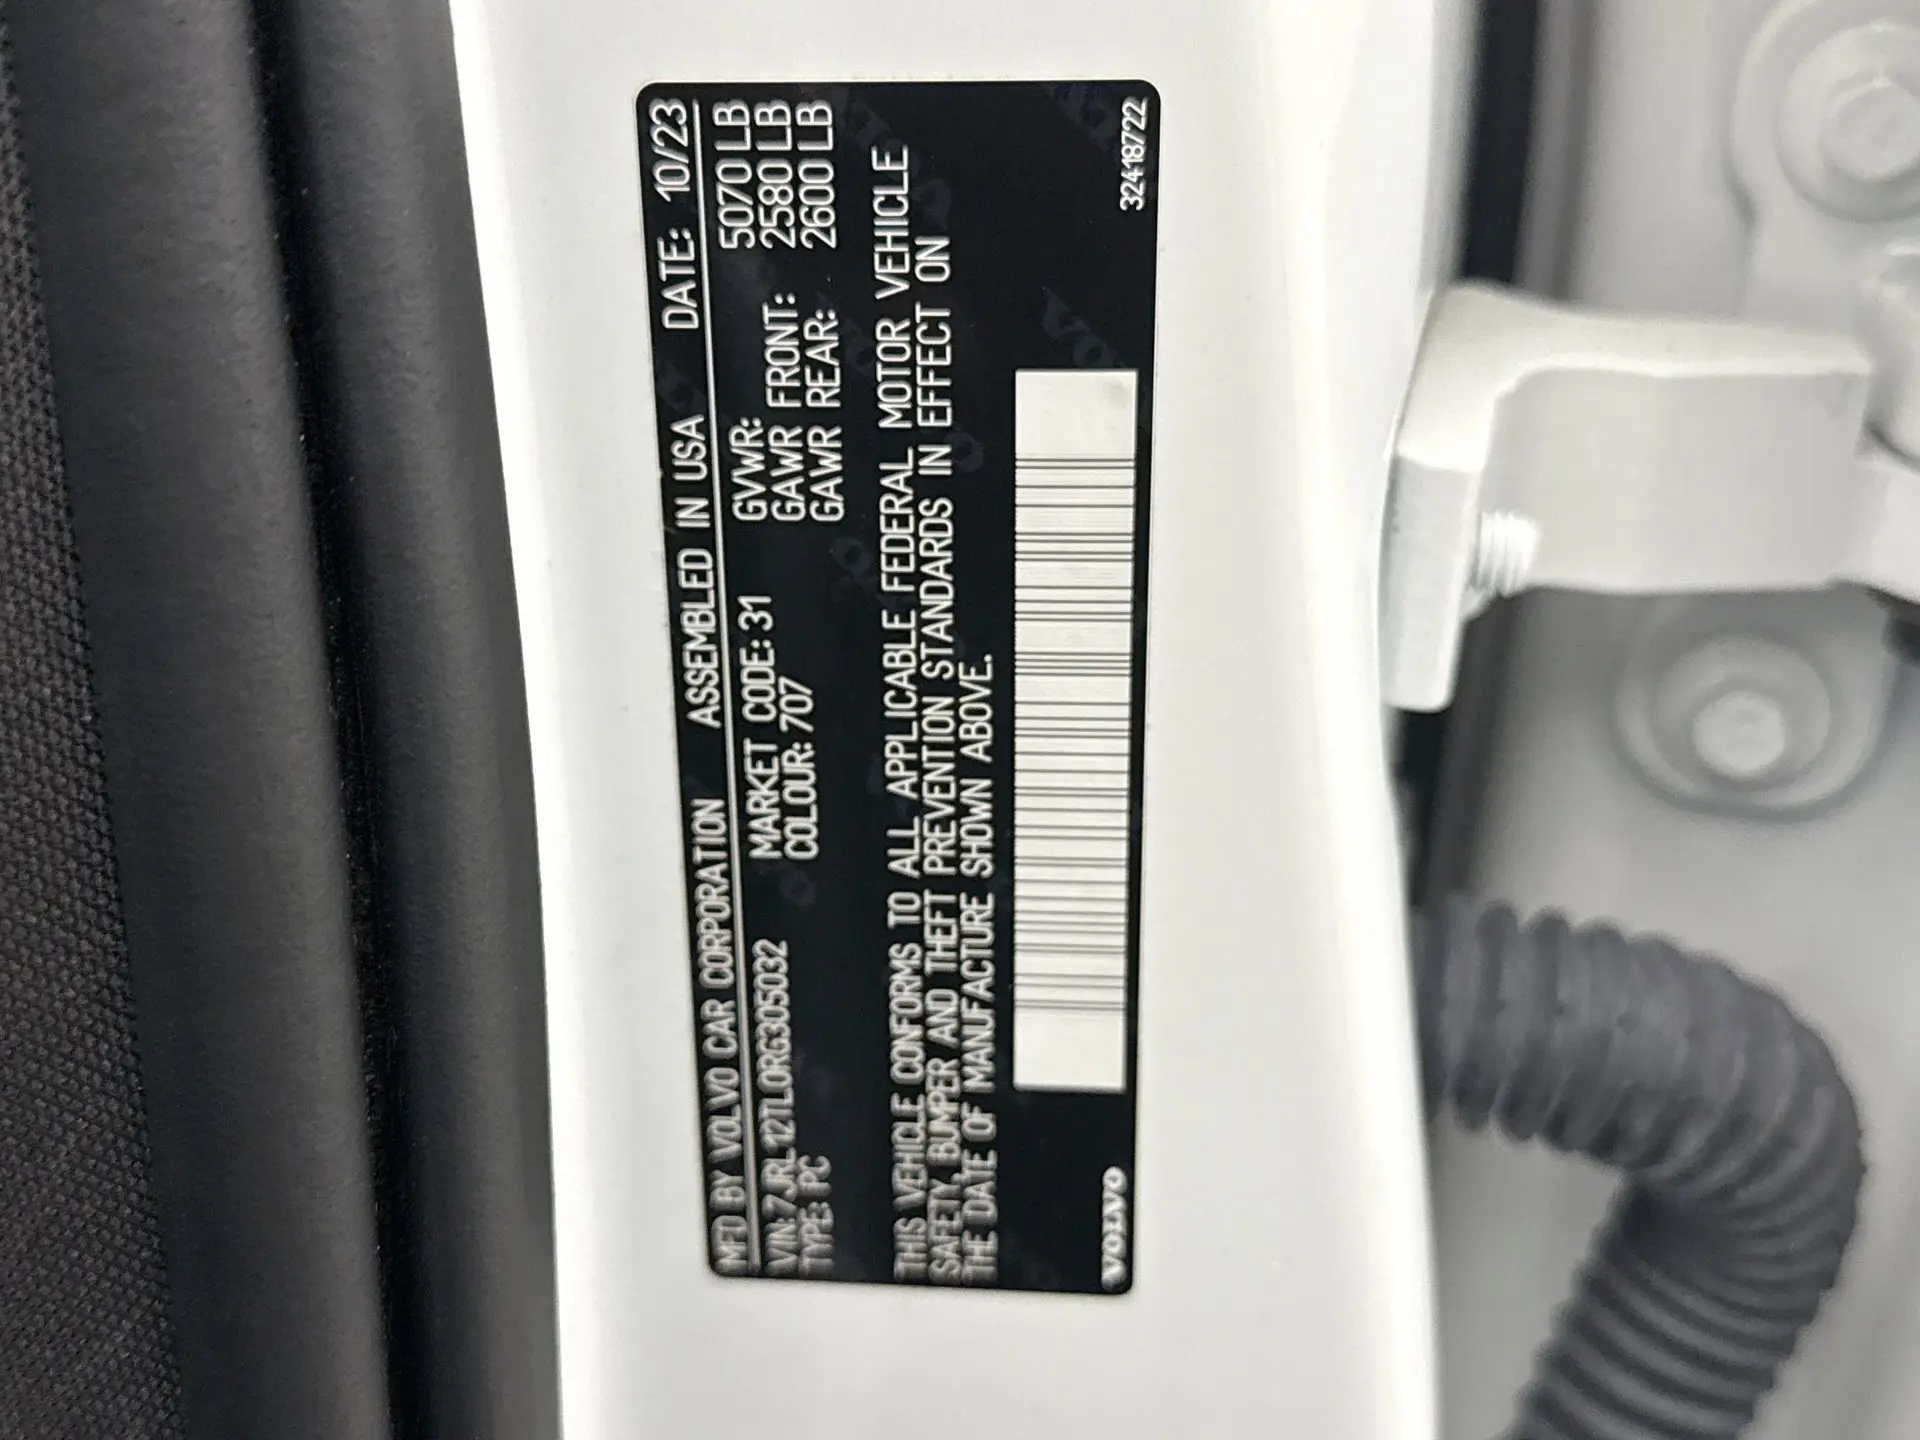 MFD BY VOLVO CAR CORPORATION ASSEMBLED IN USA DATE: 10/23
VIN: 7JRL12TL0RG305032 MARKET CODE: 31 GVWR: 5070 LB
TYPE: PC COLOUR: 707 GAWR FRONT: 2580 LB
GAWR REAR: 2600 LB
THIS VEHICLE CONFORMS TO ALL APPLICABLE FEDERAL MOTOR VEHICLE
SAFETY, BUMPER AND THEFT PREVENTION STANDARDS IN EFFECT ON
THE DATE OF MANUFACTURE SHOWN ABOVE.
VOLVO 32418722